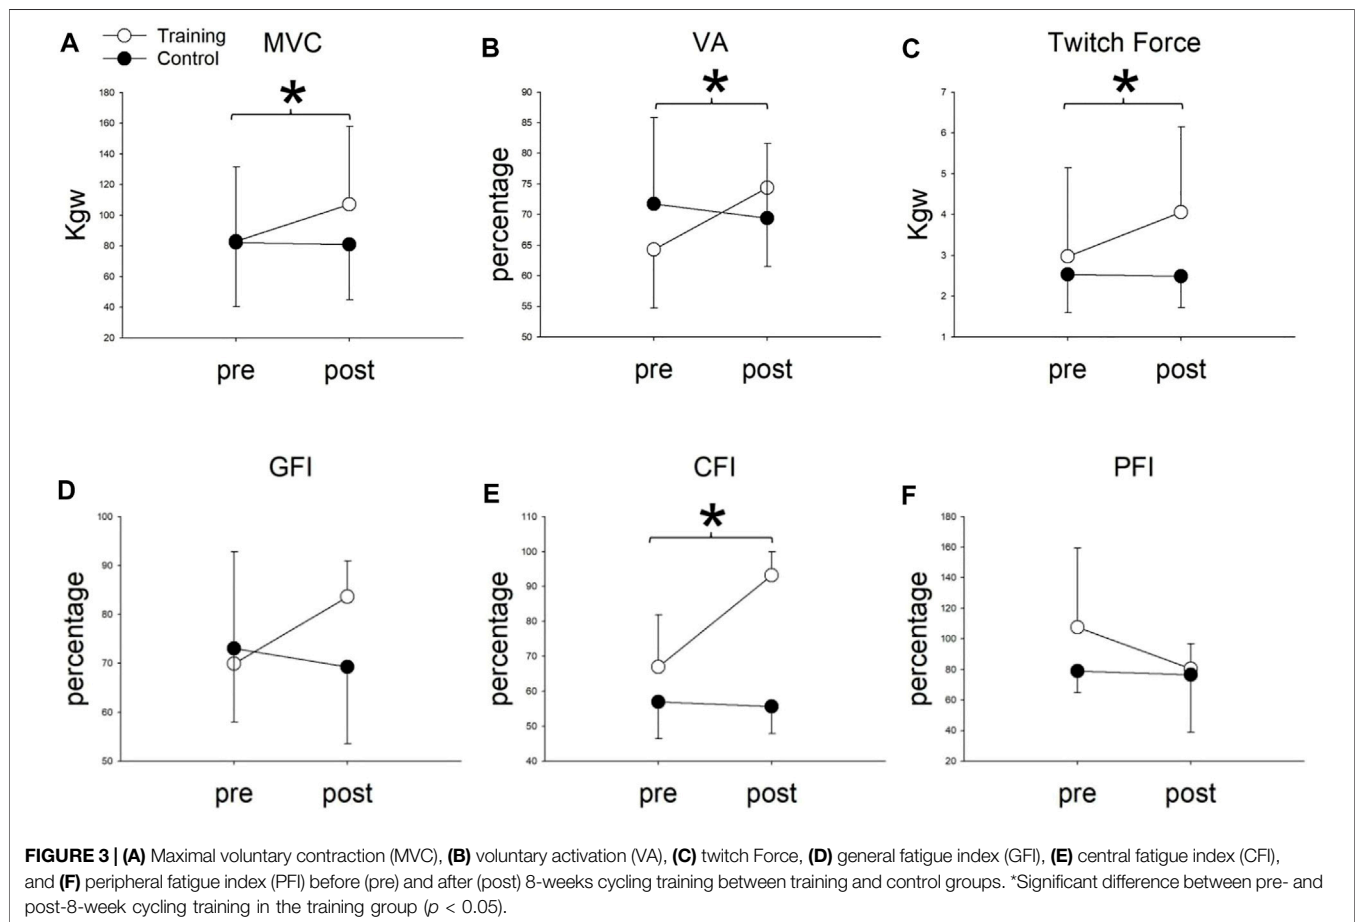 A
Training
Control
MVC
*
180
160
140
120
100
80
60
40
20
Kgw
pre post
B
VA
*
90
85
80
75
70
65
60
55
50
percentage
pre post
C
Twitch Force
*
7
6
5
4
3
2
1
Kgw
pre post
D
GFI
100
90
80
70
60
50
percentage
pre post
E
CFI
*
110
100
90
80
70
60
50
40
percentage
pre post
F
PFI
180
160
140
120
100
80
60
40
20
percentage
pre post
FIGURE 3 | (A) Maximal voluntary contraction (MVC), (B) voluntary activation (VA), (C) twitch Force, (D) general fatigue index (GFI), (E) central fatigue index (CFI),
and (F) peripheral fatigue index (PFI) before (pre) and after (post) 8-weeks cycling training between training and control groups. *Significant difference between pre- and
post-8-week cycling training in the training group (p < 0.05).